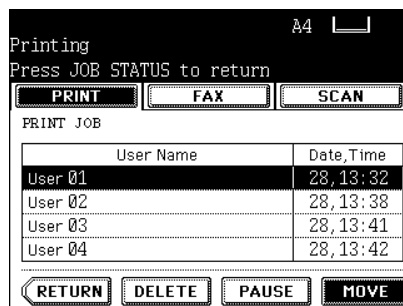 A4
Printing
Press JOB STATUS to return
PRINT FAX SCAN
PRINT JOB
User Name Date,Time
User 01 28,13:32
User 02 28,13:38
User 03 28,13:41
User 04 28,13:42
RETURN DELETE PAUSE MOVE